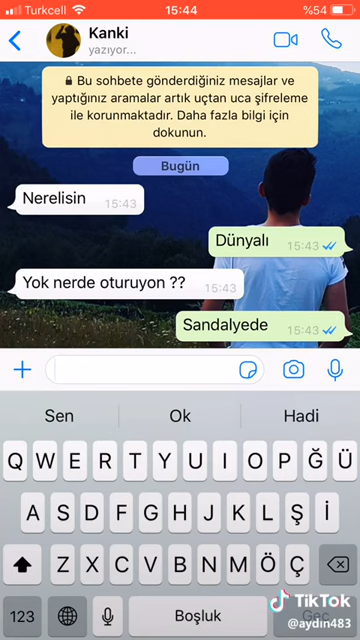 Turkcell
15:44
%54
Kanki
yazıyor...
Bu sohbete gönderdiğiniz mesajlar ve
yaptığınız aramalar artık uçtan uca şifreleme
ile korunmaktadır. Daha fazla bilgi için
dokunun.
Bugün
Nerelisin 15:43
Dünyalı 15:43
Yok nerde oturuyon ?? 15:43
Sandalyede 15:43
Sen Ok Hadi
Q W E R T Y U I O P Ğ Ü
A S D F G H J K L Ş İ
Z X C V B N M Ö Ç
123 Boşluk Geç
TikTok
@aydın483